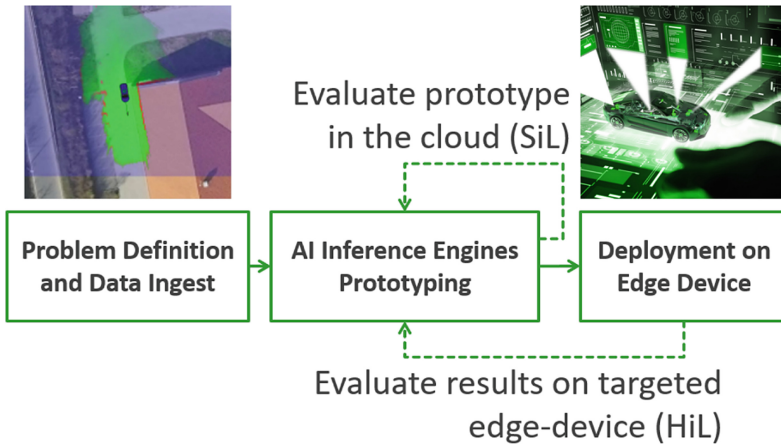 Evaluate prototype
in the cloud (SiL)
Problem Definition
and Data Ingest
AI Inference Engines
Prototyping
Deployment on
Edge Device
Evaluate results on targeted
edge-device (HiL)